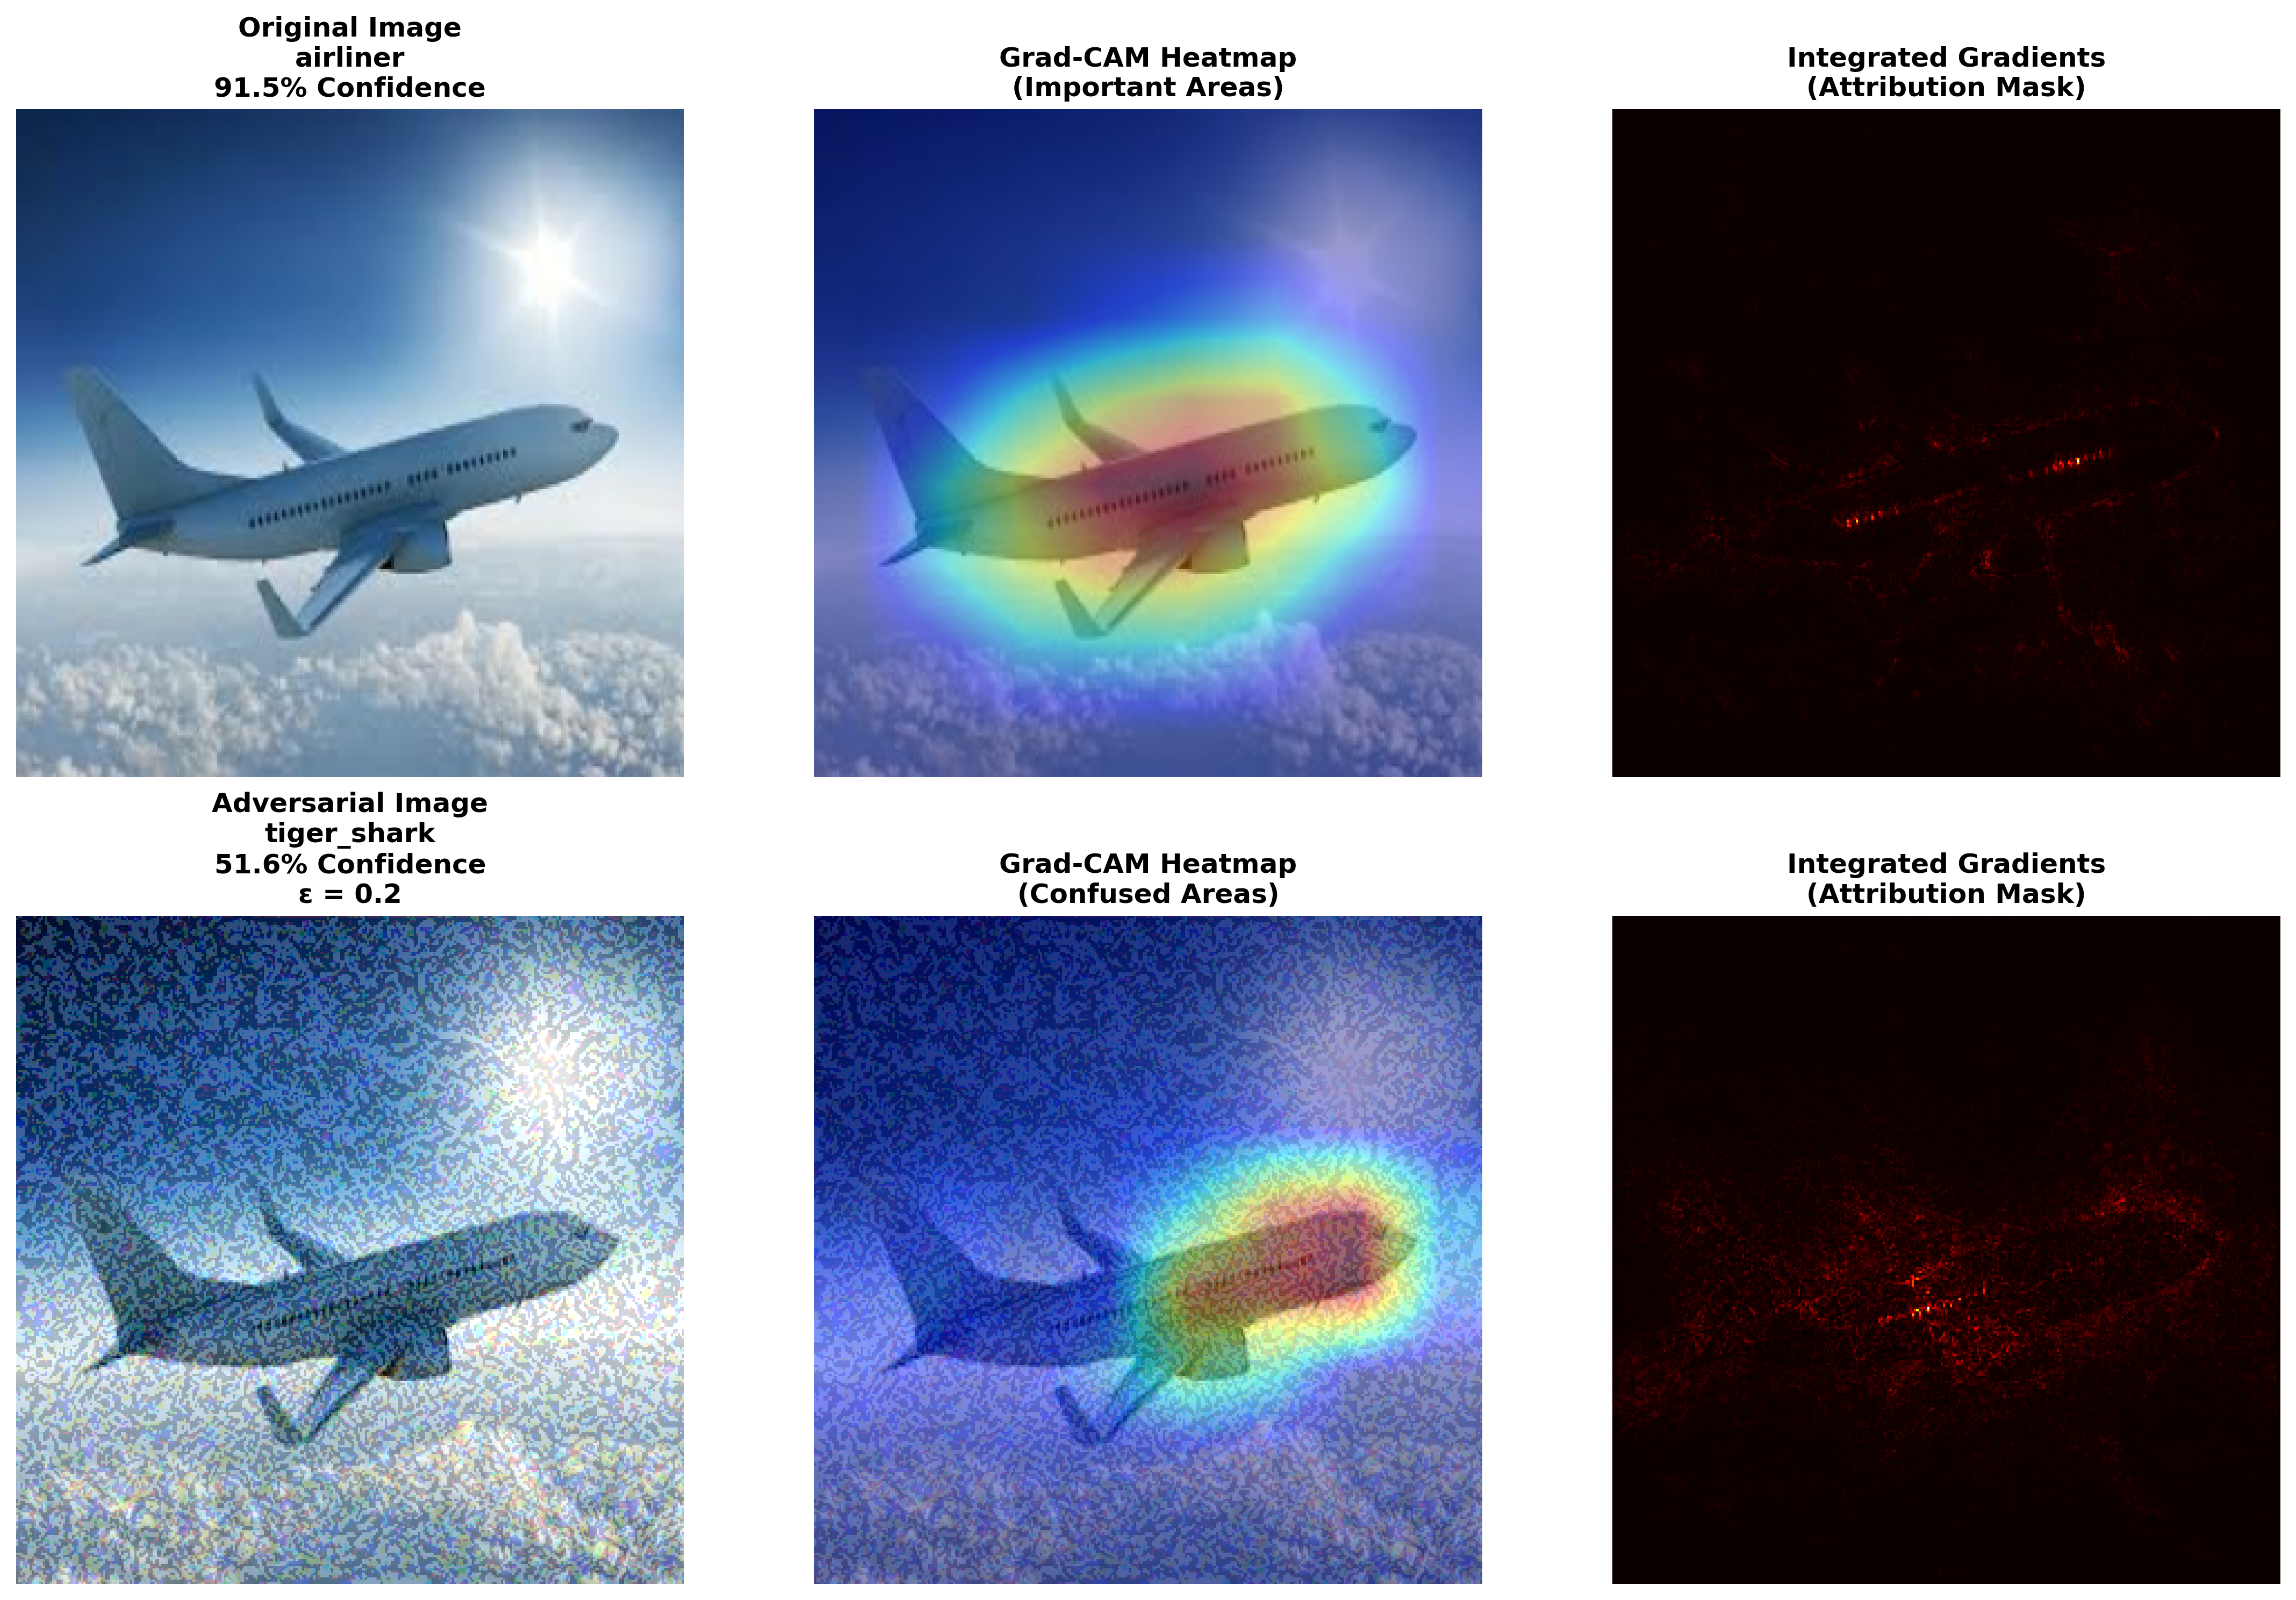 Original Image
airliner
91.5% Confidence
Grad-CAM Heatmap
(Important Areas)
Integrated Gradients
(Attribution Mask)
Adversarial Image
tiger_shark
51.6% Confidence
ε = 0.2
Grad-CAM Heatmap
(Confused Areas)
Integrated Gradients
(Attribution Mask)